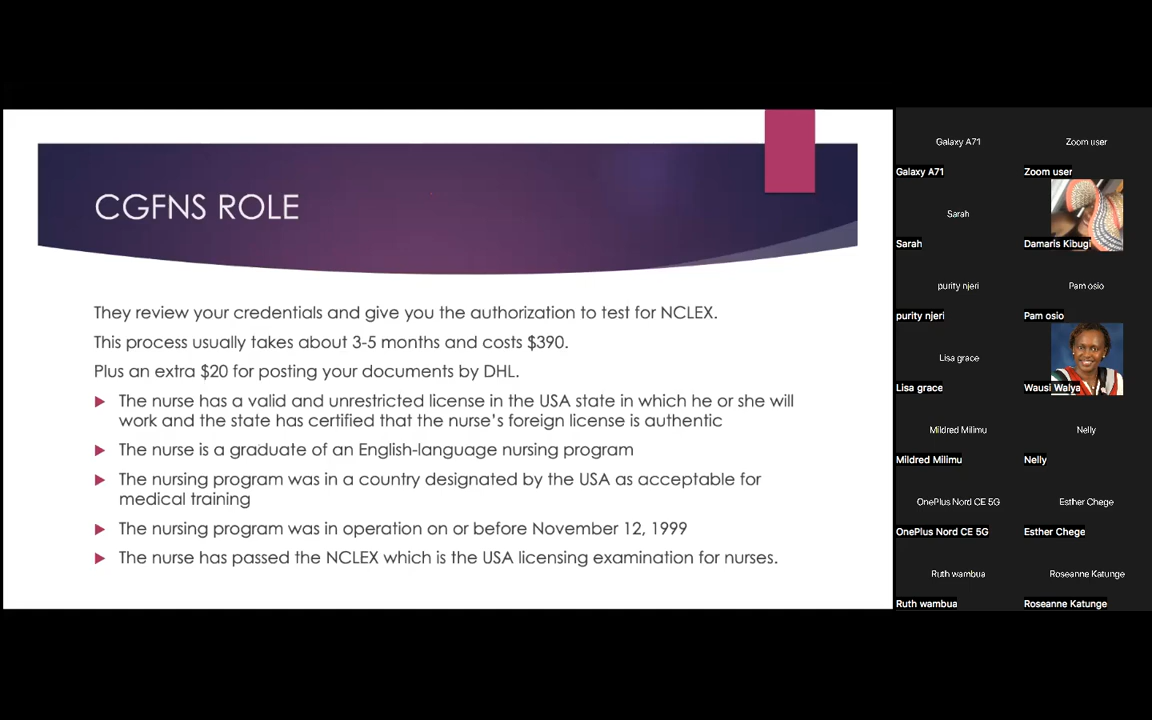 CGFNS ROLE
They review your credentials and give you the authorization to test for NCLEX.
This process usually takes about 3-5 months and costs $390.
Plus an extra $20 for posting your documents by DHL.
The nurse has a valid and unrestricted license in the USA state in which he or she will
work and the state has certified that the nurse's foreign license is authentic
The nurse is a graduate of an English-language nursing program
The nursing program was in a country designated by the USA as acceptable for
medical training
The nursing program was in operation on or before November 12, 1999
The nurse has passed the NCLEX which is the USA licensing examination for nurses.
Galaxy A71
Zoom user
Galaxy A71
Zoom user
Sarah
Sarah
Damaris Kibugi
purity njeri
Pam osio
purity njeri
Pam osio
Lisa grace
Lisa grace
Wausi Walya
Mildred Milimu
Nelly
Mildred Milimu
Nelly
OnePlus Nord CE 5G
Esther Chege
OnePlus Nord CE 5G
Esther Chege
Ruth wambua
Roseanne Katunge
Ruth wambua
Roseanne Katunge